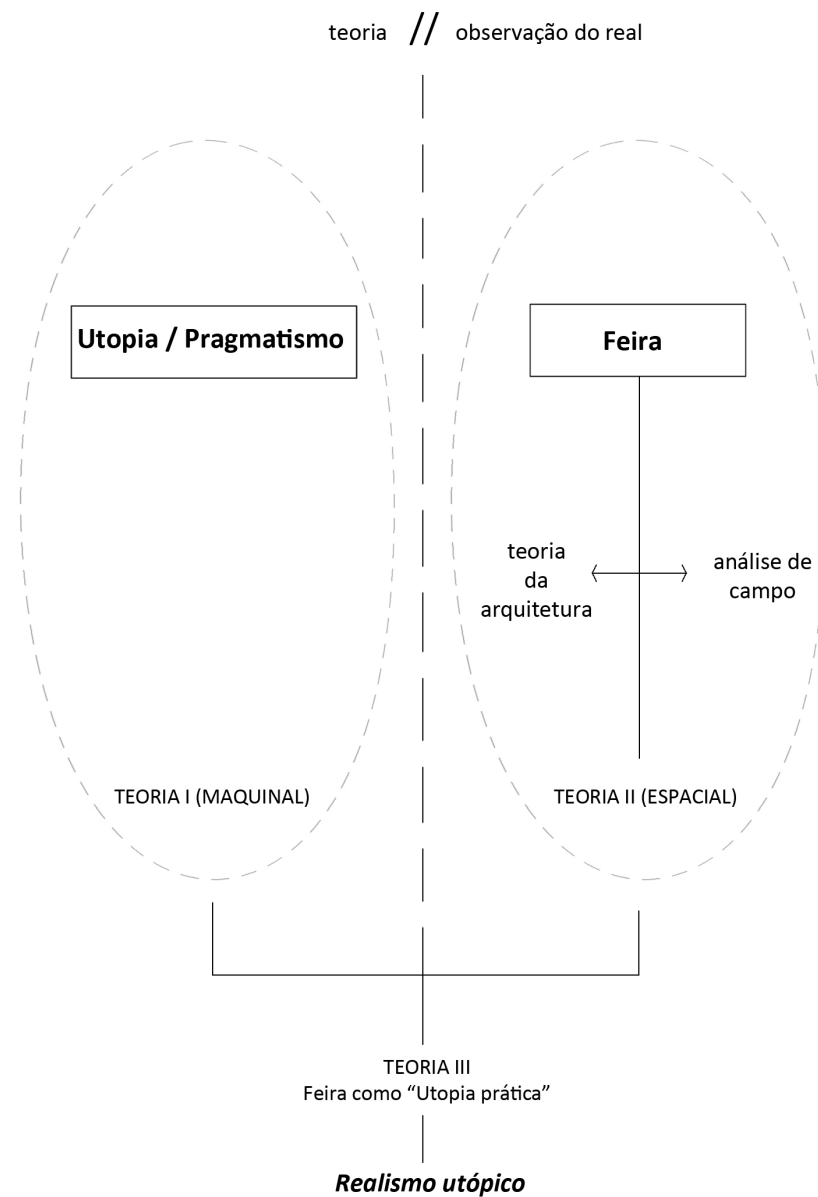 teoria // observação do real
Utopia / Pragmatismo
Feira
teoria
da
arquitetura
análise de
campo
TEORIA I (MAQUINAL)
TEORIA II (ESPACIAL)
TEORIA III
Feira como “Utopia prática”
Realismo utópico